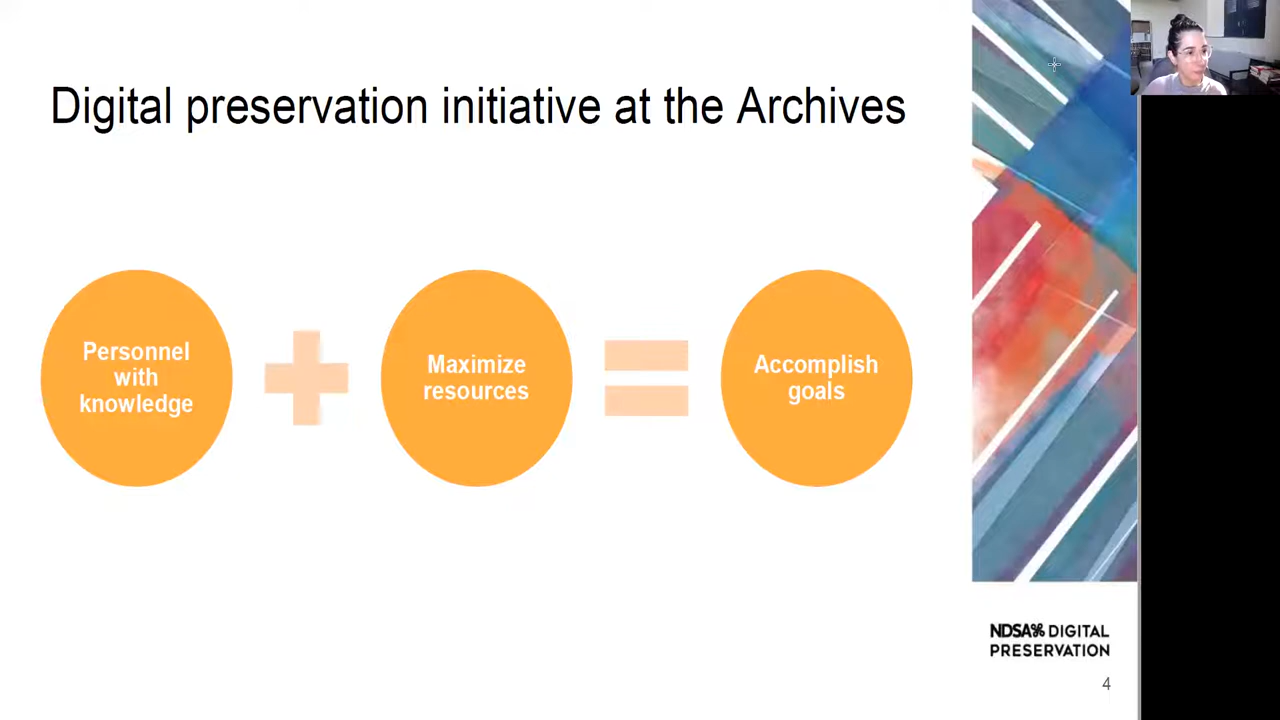 Digital preservation initiative at the Archives
Personnel
with
knowledge
Maximize
resources
Accomplish
goals
NDSA DIGITAL
PRESERVATION
4